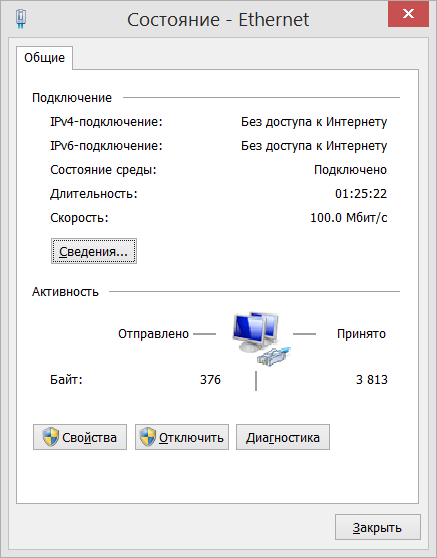 Состояние - Ethernet
Общие
Подключение
IPv4-подключение: Без доступа к Интернету
IPv6-подключение: Без доступа к Интернету
Состояние среды: Подключено
Длительность: 01:25:22
Скорость: 100.0 Мбит/с
Сведения...
Активность
Отправлено Принято
Байт: 376 3 813
Свойства Отключить Диагностика
Закрыть